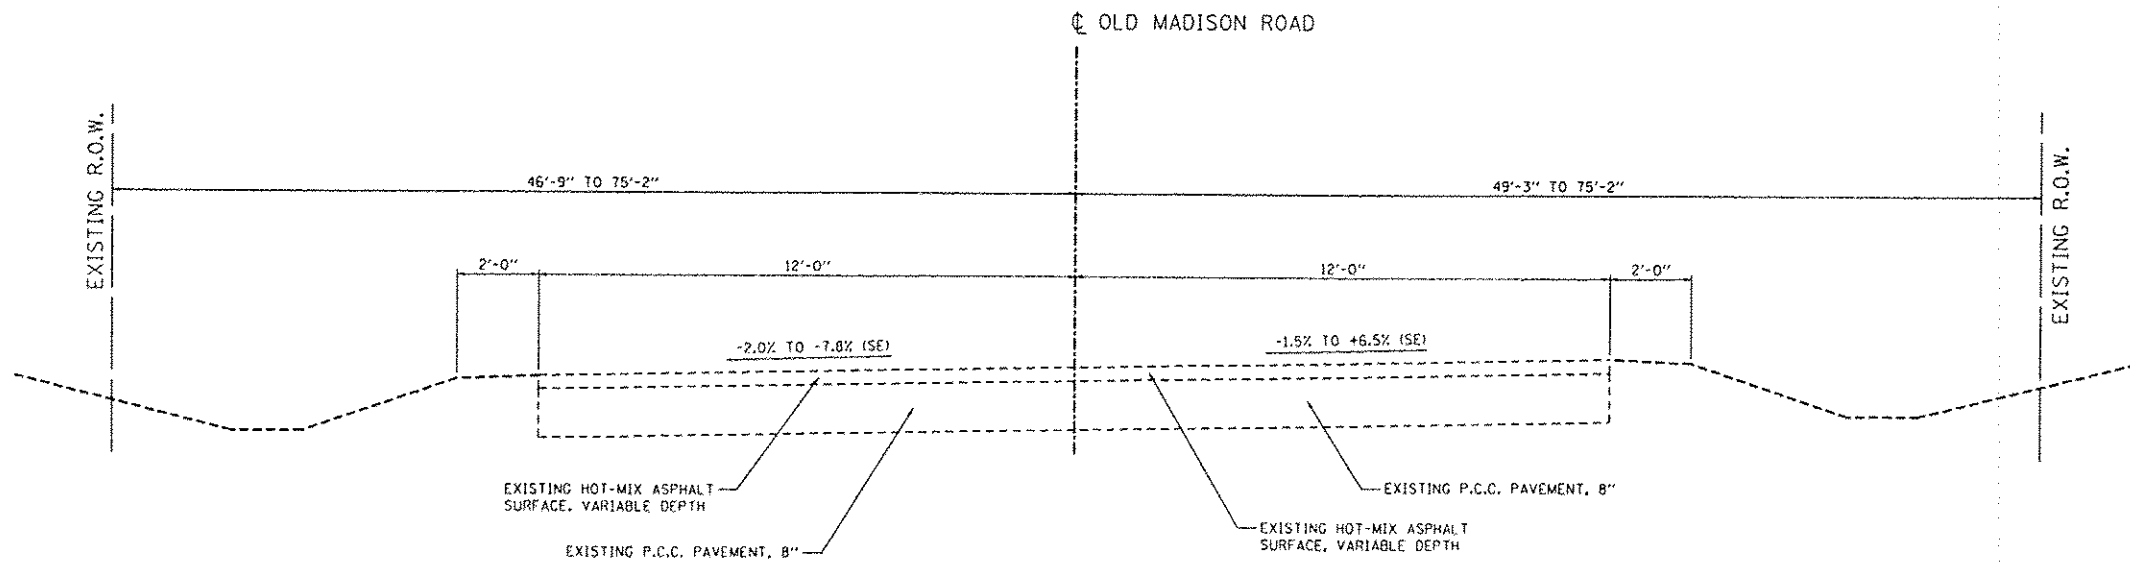 ℄ OLD MADISON ROAD
EXISTING R.O.W.
46'-9" TO 75'-2"
49'-3" TO 75'-2"
EXISTING R.O.W.
2'-0"
12'-0"
12'-0"
2'-0"
-2.0% TO -7.8% (SE)
-1.5% TO +6.5% (SE)
EXISTING HOT-MIX ASPHALT
SURFACE, VARIABLE DEPTH
EXISTING P.C.C. PAVEMENT, 8"
EXISTING P.C.C. PAVEMENT, 8"
EXISTING HOT-MIX ASPHALT
SURFACE, VARIABLE DEPTH